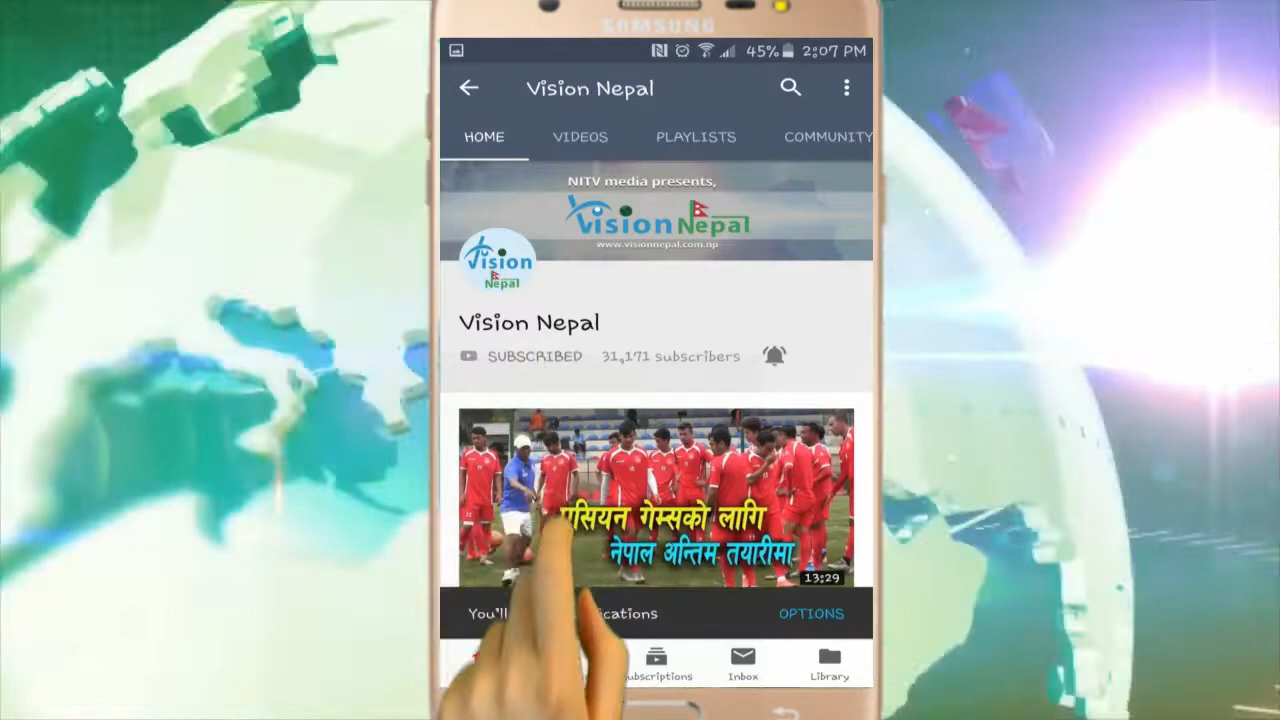 SAMSUNG
45% 2:07 PM
Vision Nepal
HOME VIDEOS PLAYLISTS COMMUNITY
NITV media presents,
Vision Nepal
www.visionnepal.com.np
Vision
Nepal
Vision Nepal
SUBSCRIBED 31,171 subscribers
एसियन गेम्सको लागि
नेपाल अन्तिम तयारीमा
13:29
You'll OPTIONS
Inbox Library